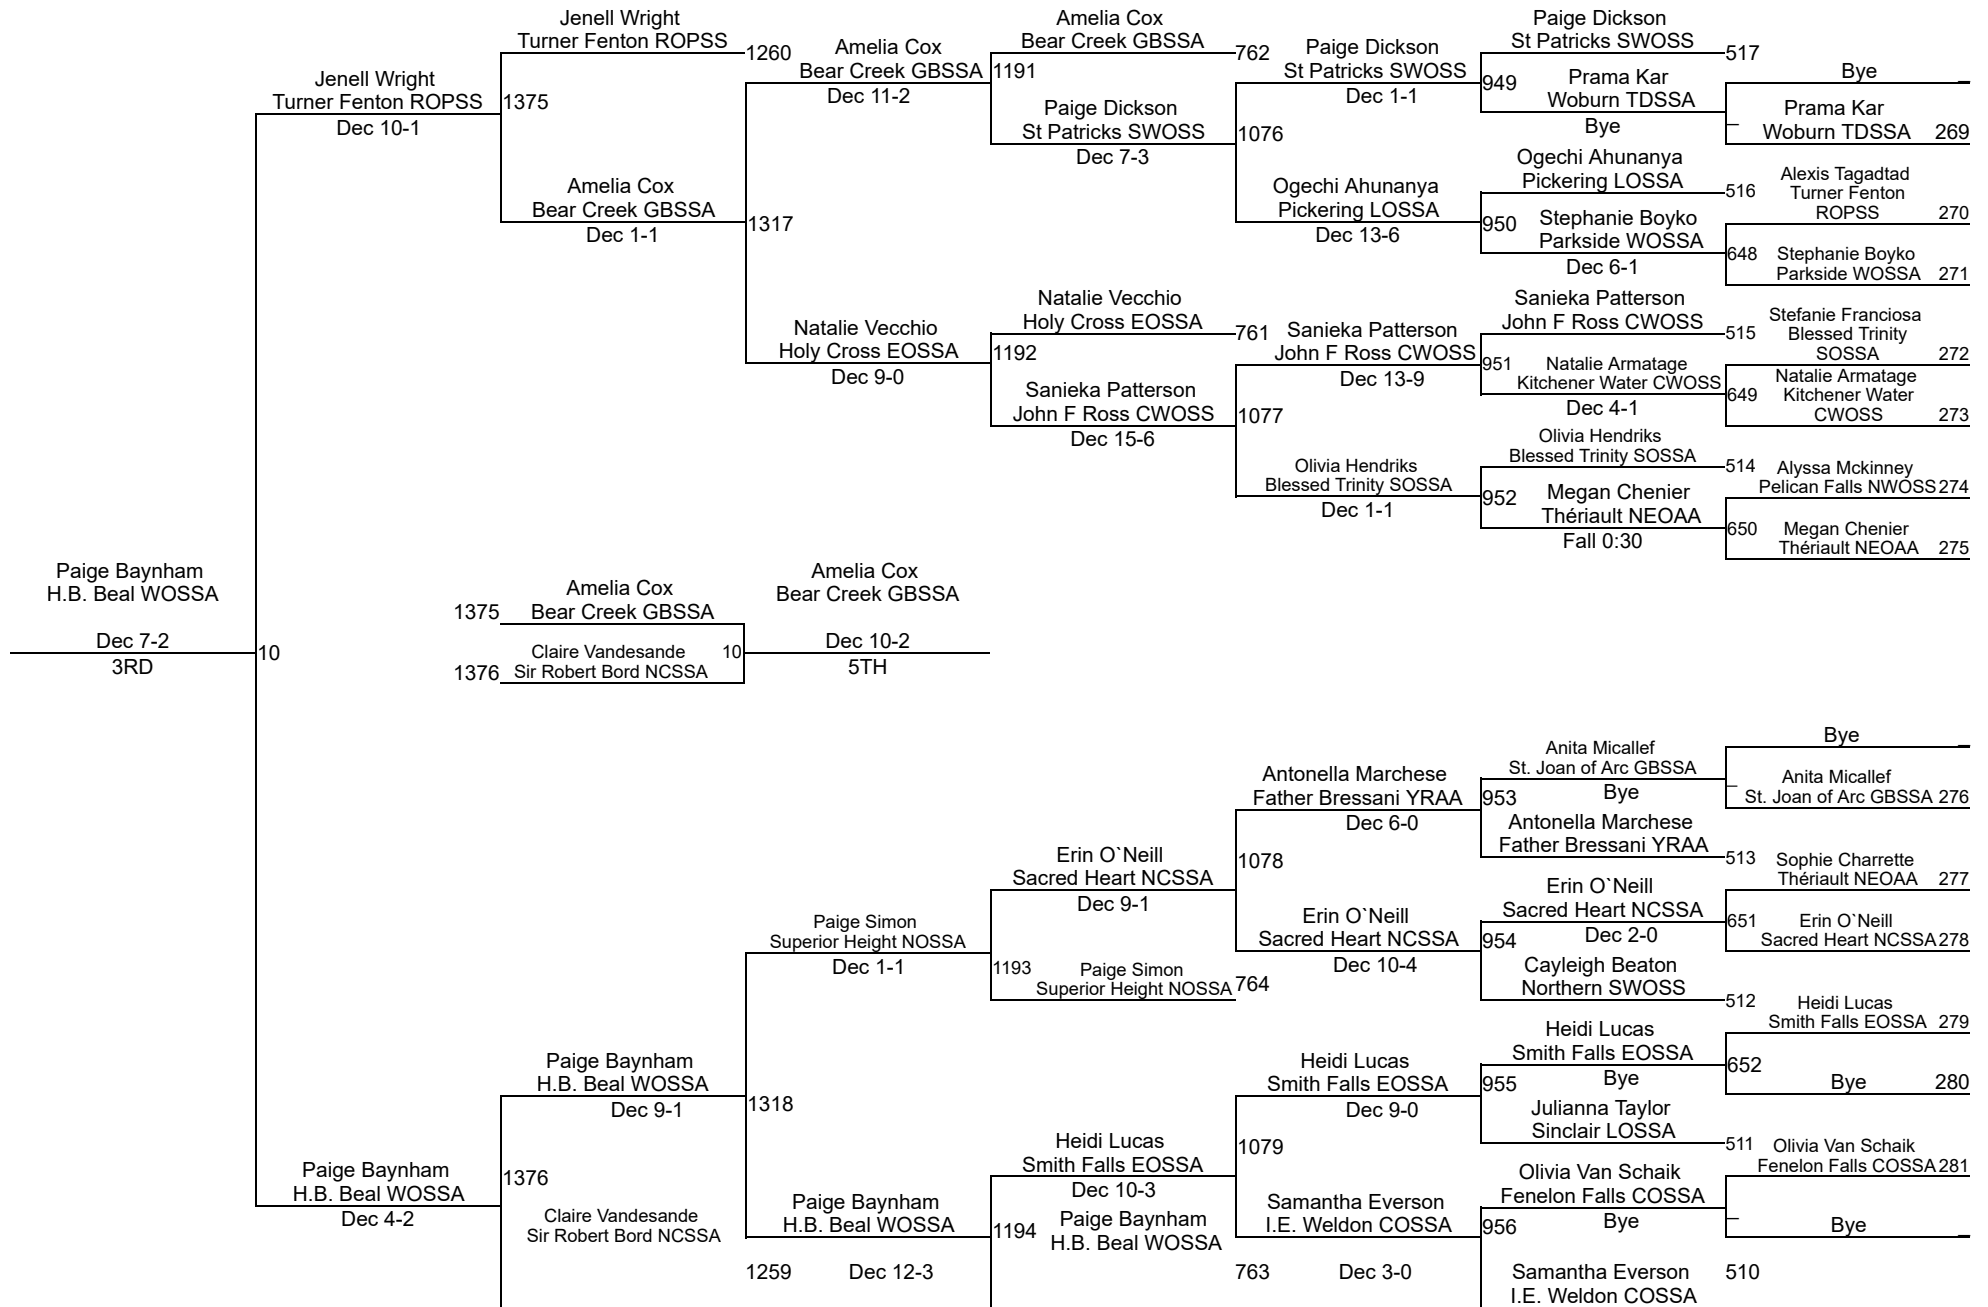 Jenell Wright
Turner Fenton ROPSS
1260
Amelia Cox
Bear Creek GBSSA
762
Paige Dickson
St Patricks SWOSS
517
Jenell Wright
Turner Fenton ROPSS
Dec 10-1
1375
Amelia Cox
Bear Creek GBSSA
Dec 11-2
1191
Paige Dickson
St Patricks SWOSS
Dec 1-1
949
Prama Kar
Woburn TDSSA
Bye
Bye
Prama Kar
Woburn TDSSA 269
Paige Dickson
St Patricks SWOSS
Dec 7-3
1076
Ogechi Ahunanya
Pickering LOSSA
516
Alexis Tagadtad
Turner Fenton
ROPSS 270
Amelia Cox
Bear Creek GBSSA
Dec 1-1
1317
Ogechi Ahunanya
Pickering LOSSA
Dec 13-6
950
Stephanie Boyko
Parkside WOSSA
Dec 6-1
648
Stephanie Boyko
Parkside WOSSA 271
Natalie Vecchio
Holy Cross EOSSA
761
Sanieka Patterson
John F Ross CWOSS
515
Stefanie Franciosa
Blessed Trinity
SOSSA 272
Natalie Vecchio
Holy Cross EOSSA
Dec 9-0
1192
Sanieka Patterson
John F Ross CWOSS
Dec 13-9
951
Natalie Armatage
Kitchener Water CWOSS
Dec 4-1
649
Natalie Armatage
Kitchener Water
CWOSS 273
Sanieka Patterson
John F Ross CWOSS
Dec 15-6
1077
Olivia Hendriks
Blessed Trinity SOSSA
514
Alyssa Mckinney
Pelican Falls NWOSS 274
Olivia Hendriks
Blessed Trinity SOSSA
Dec 1-1
952
Megan Chenier
Thériault NEOAA
Fall 0:30
650
Megan Chenier
Thériault NEOAA 275
Paige Baynham
H.B. Beal WOSSA
Dec 7-2
3RD
10
1375
Amelia Cox
Bear Creek GBSSA
1376
Claire Vandesande
Sir Robert Bord NCSSA
10
Amelia Cox
Bear Creek GBSSA
Dec 10-2
5TH
Bye
Anita Micallef
St. Joan of Arc GBSSA
Bye
Anita Micallef
St. Joan of Arc GBSSA 276
Antonella Marchese
Father Bressani YRAA
Dec 6-0
953
Antonella Marchese
Father Bressani YRAA
513
Sophie Charrette
Thériault NEOAA 277
Erin O`Neill
Sacred Heart NCSSA
Dec 9-1
1078
Erin O`Neill
Sacred Heart NCSSA
Dec 2-0
651
Erin O`Neill
Sacred Heart NCSSA 278
Paige Simon
Superior Height NOSSA
Dec 1-1
1193
Paige Simon
Superior Height NOSSA
764
Erin O`Neill
Sacred Heart NCSSA
Dec 10-4
954
Cayleigh Beaton
Northern SWOSS
512
Heidi Lucas
Smith Falls EOSSA 279
Paige Baynham
H.B. Beal WOSSA
Dec 9-1
1318
Heidi Lucas
Smith Falls EOSSA
Dec 9-0
955
Heidi Lucas
Smith Falls EOSSA
Bye
652
Bye 280
Julianna Taylor
Sinclair LOSSA
511
Olivia Van Schaik
Fenelon Falls COSSA 281
Paige Baynham
H.B. Beal WOSSA
Dec 4-2
1376
Claire Vandesande
Sir Robert Bord NCSSA
1259
Paige Baynham
H.B. Beal WOSSA
Dec 12-3
1194
Heidi Lucas
Smith Falls EOSSA
Dec 10-3
1079
Paige Baynham
H.B. Beal WOSSA
763
Samantha Everson
I.E. Weldon COSSA
Dec 3-0
956
Olivia Van Schaik
Fenelon Falls COSSA
Bye
Bye
Samantha Everson
I.E. Weldon COSSA
510